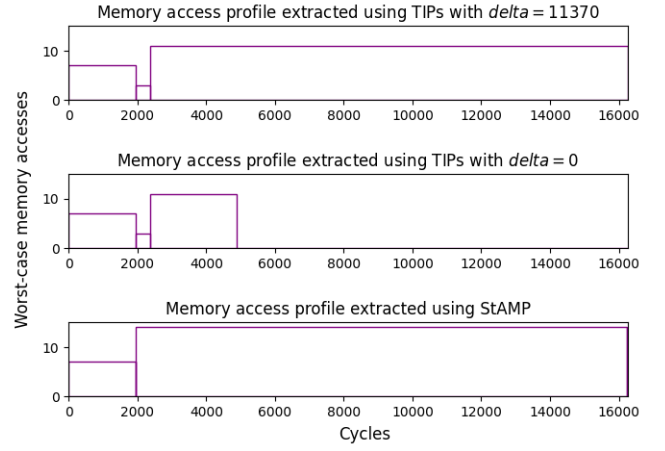 Memory access profile extracted using TIPs with delta = 11370
10
0
0 2000 4000 6000 8000 10000 12000 14000 16000
Memory access profile extracted using TIPs with delta = 0
10
0
0 2000 4000 6000 8000 10000 12000 14000 16000
Worst-case memory accesses
Memory access profile extracted using StAMP
10
0
0 2000 4000 6000 8000 10000 12000 14000 16000
Cycles